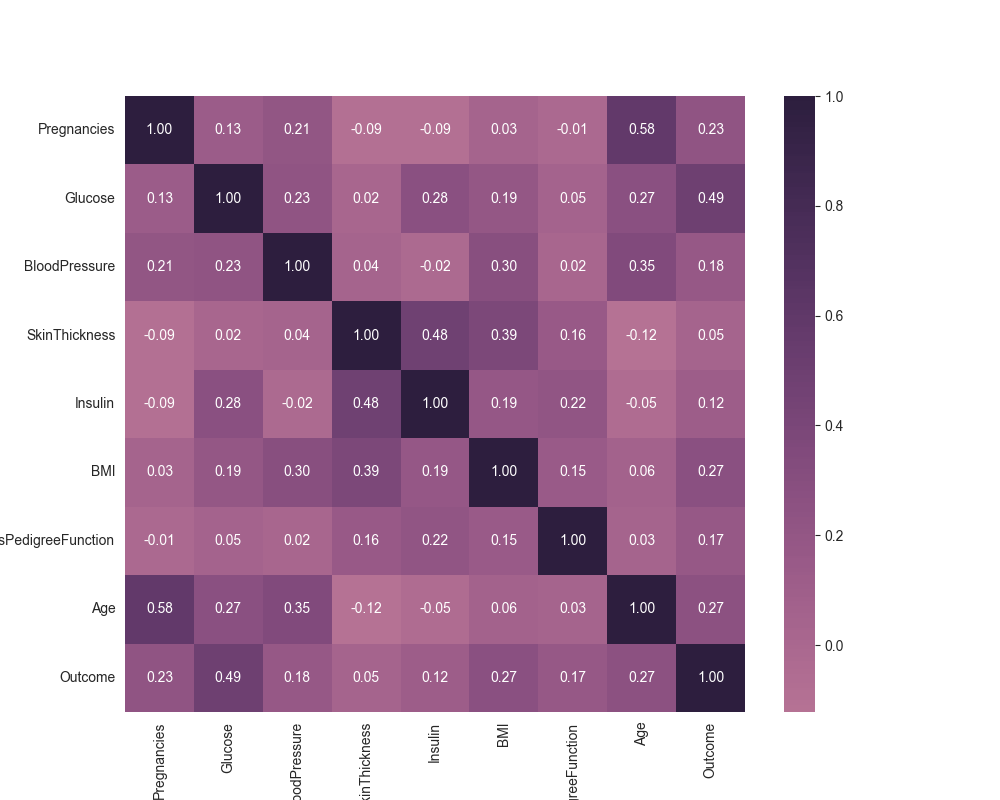 1.0
Pregnancies 1.00 0.13 0.21 -0.09 -0.09 0.03 -0.01 0.58 0.23
Glucose 0.13 1.00 0.23 0.02 0.28 0.19 0.05 0.27 0.49
0.8
BloodPressure 0.21 0.23 1.00 0.04 -0.02 0.30 0.02 0.35 0.18
0.6
SkinThickness -0.09 0.02 0.04 1.00 0.48 0.39 0.16 -0.12 0.05
Insulin -0.09 0.28 -0.02 0.48 1.00 0.19 0.22 -0.05 0.12
0.4
BMI 0.03 0.19 0.30 0.39 0.19 1.00 0.15 0.06 0.27
0.2
sPedigreeFunction -0.01 0.05 0.02 0.16 0.22 0.15 1.00 0.03 0.17
Age 0.58 0.27 0.35 -0.12 -0.05 0.06 0.03 1.00 0.27
0.0
Outcome 0.23 0.49 0.18 0.05 0.12 0.27 0.17 0.27 1.00
Pregnancies
Glucose
oodPressure
kinThickness
Insulin
BMI
greeFunction
Age
Outcome